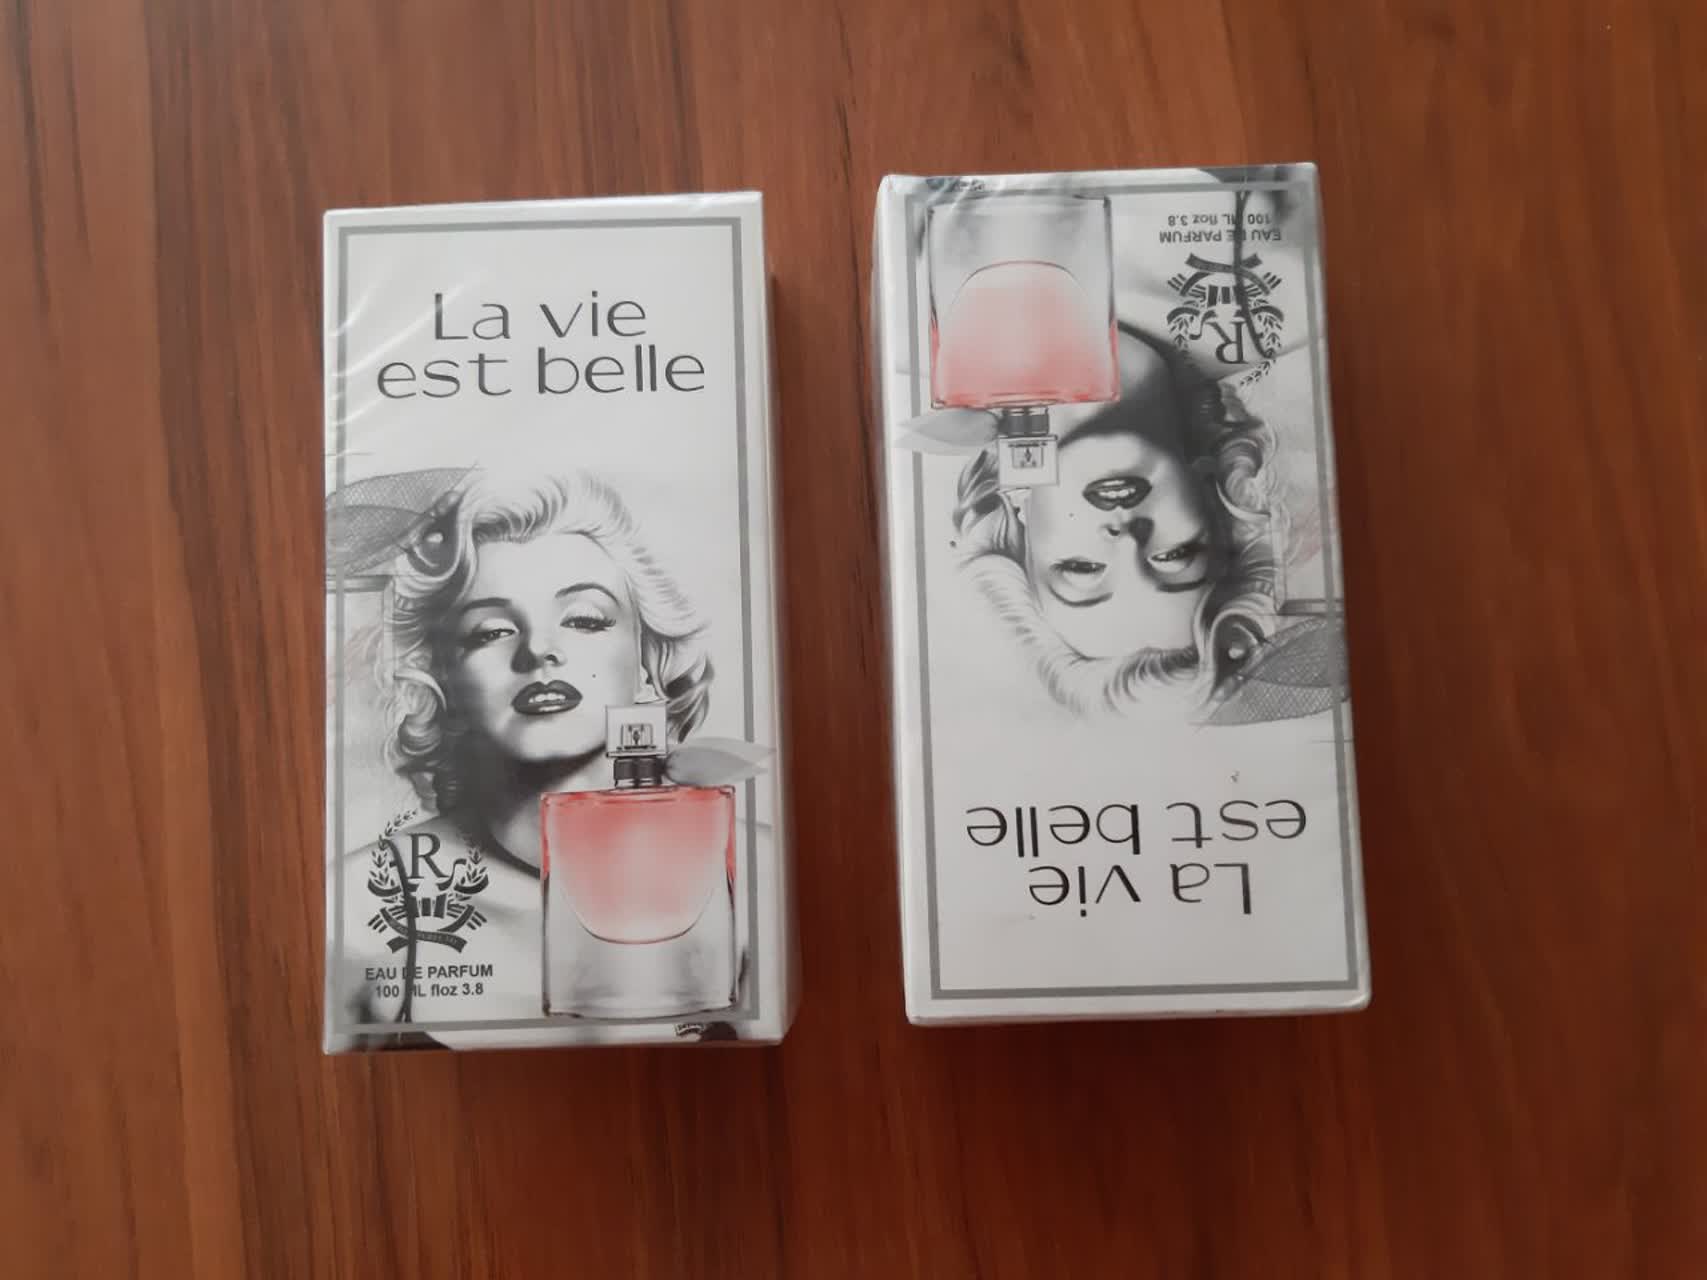 La vie
est belle
R
EAU DE PARFUM
100 ML floz 3.8
EAU DE PARFUM
100 ML floz 3.8
R
La vie
est belle